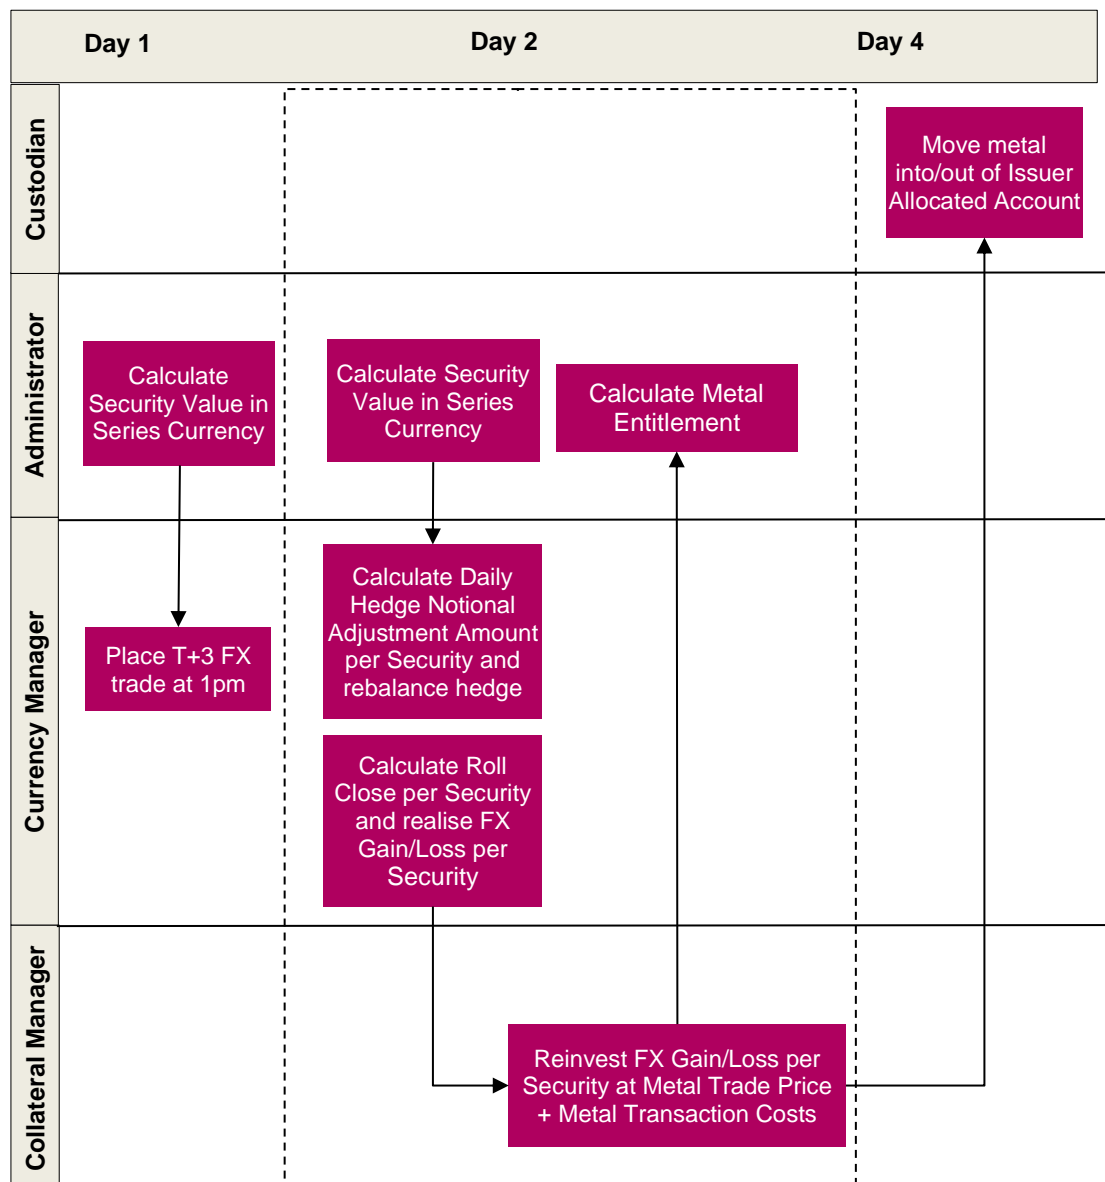 Day 1
Day 2
Day 4
Custodian
Move metal
into/out of Issuer
Allocated Account
Administrator
Calculate
Security Value in
Series Currency
Calculate Security
Value in Series
Currency
Calculate Metal
Entitlement
Currency Manager
Place T+3 FX
trade at 1pm
Calculate Daily
Hedge Notional
Adjustment Amount
per Security and
rebalance hedge
Calculate Roll
Close per Security
and realise FX
Gain/Loss per
Security
Collateral Manager
Reinvest FX Gain/Loss per
Security at Metal Trade Price
+ Metal Transaction Costs